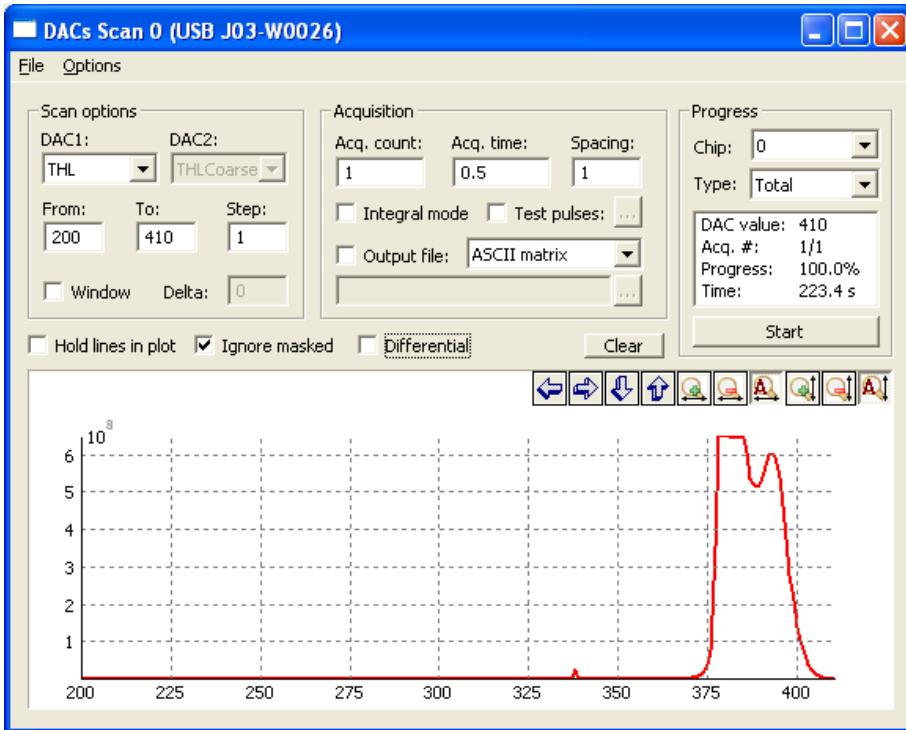 DACs Scan 0 (USB J03-W0026)
File Options
Scan options
DAC1: DAC2:
THL THLCoarse
From: To: Step:
200 410 1
Window Delta: 0
Acquisition
Acq. count: Acq. time: Spacing:
1 0.5 1
Integral mode Test pulses: ...
Output file: ASCII matrix
...
Progress
Chip: 0
Type: Total
DAC value: 410
Acq. #: 1/1
Progress: 100.0%
Time: 223.4 s
Start
Hold lines in plot Ignore masked Differential Clear
A A
10^8
6
5
4
3
2
1
200 225 250 275 300 325 350 375 400